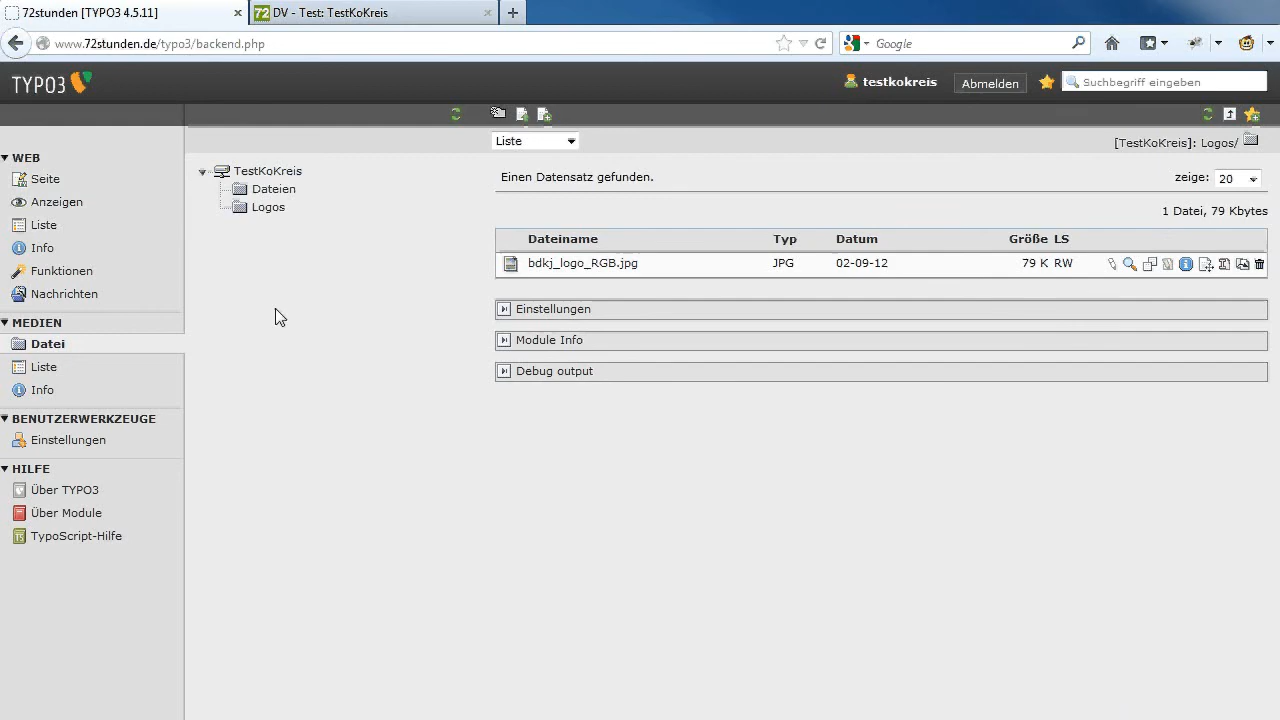 72stunden [TYPO3 4.5.11]
DV - Test: TestKoKreis
www.72stunden.de/typo3/backend.php
Google
TYPO3
testkokreis
Abmelden
Suchbegriff eingeben
Liste
[TestKoKreis]: Logos/
WEB
Seite
Anzeigen
Liste
Info
Funktionen
Nachrichten
MEDIEN
Datei
Liste
Info
BENUTZERWERKZEUGE
Einstellungen
HILFE
Über TYPO3
Über Module
TypoScript-Hilfe
TestKoKreis
Dateien
Logos
Einen Datensatz gefunden.
zeige: 20
1 Datei, 79 Kbytes
Dateiname Typ Datum Größe LS
bdkj_logo_RGB.jpg JPG 02-09-12 79 K RW
Einstellungen
Module Info
Debug output